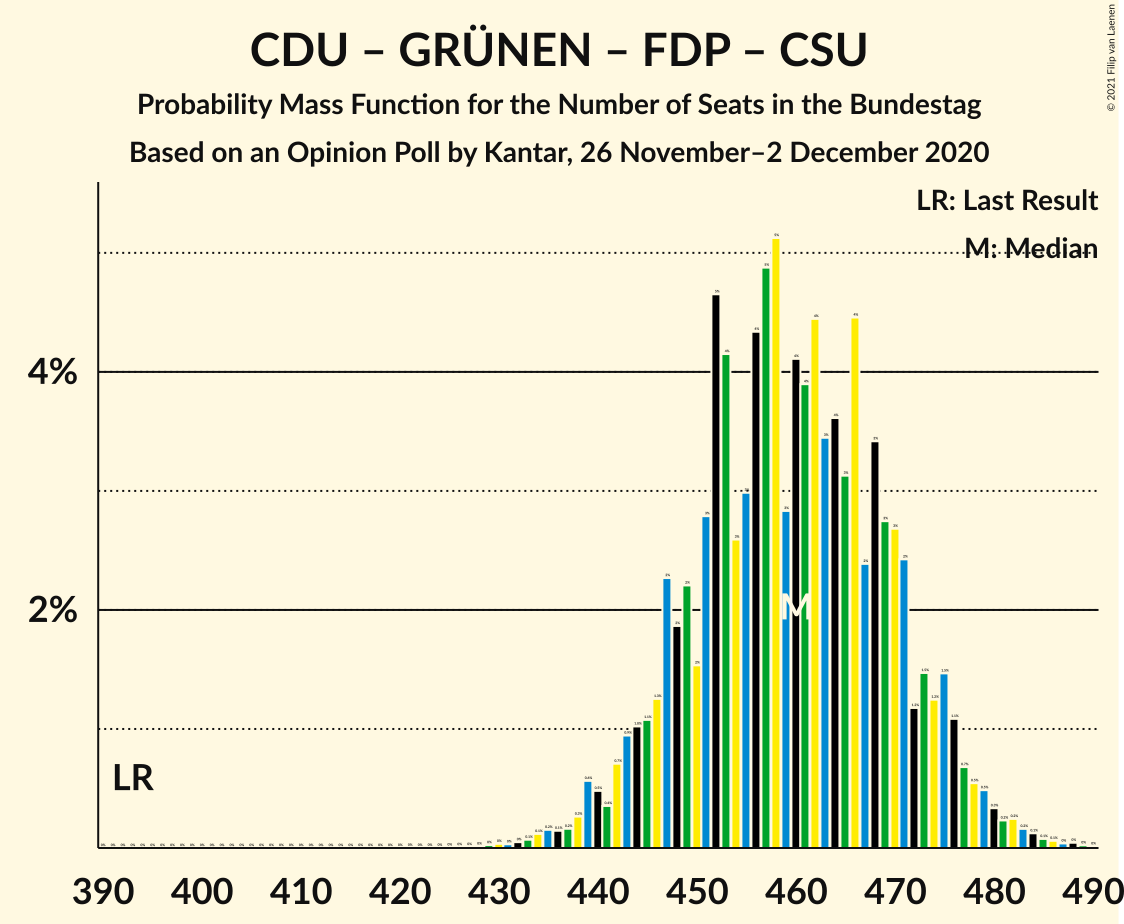 CDU – GRÜNEN – FDP – CSU
Probability Mass Function for the Number of Seats in the Bundestag
Based on an Opinion Poll by Kantar, 26 November–2 December 2020
© 2021 Filip van Laenen
LR: Last Result
M: Median
4%
2%
LR
M
390 400 410 420 430 440 450 460 470 480 490